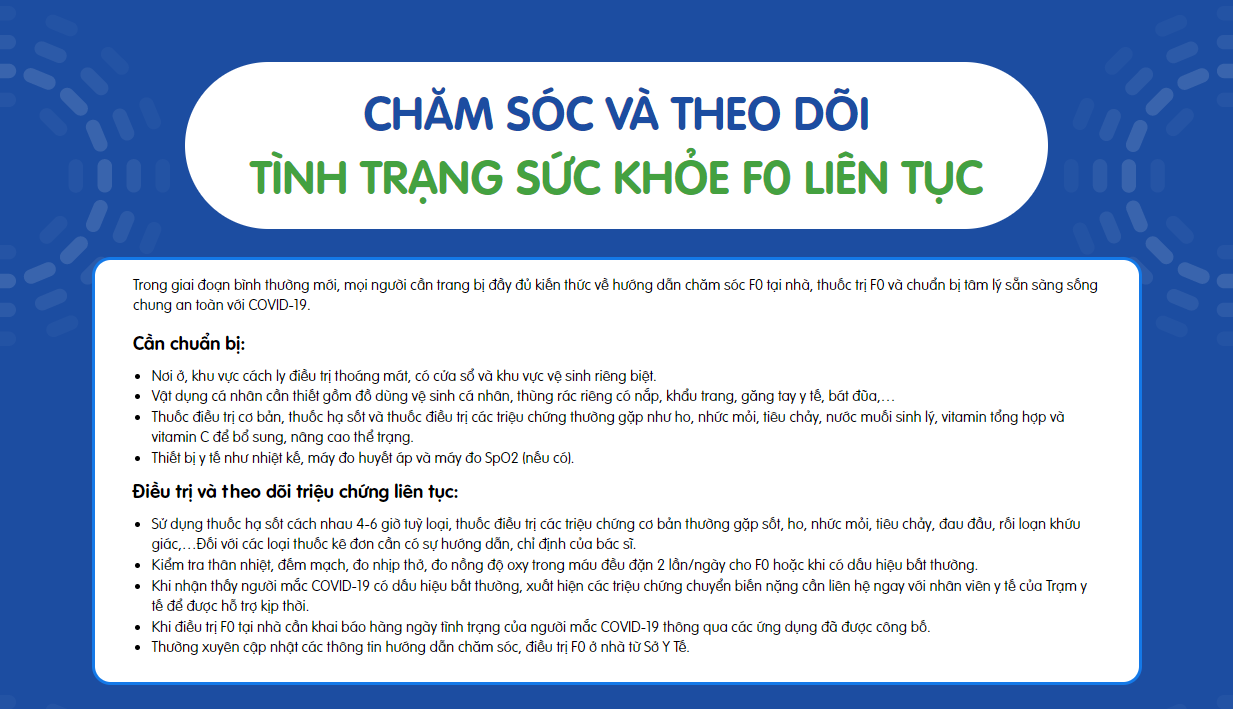 CHĂM SÓC VÀ THEO DÕI
TÌNH TRẠNG SỨC KHỎE F0 LIÊN TỤC
Trong giai đoạn bình thường mới, mọi người cần trang bị đầy đủ kiến thức về hướng dẫn chăm sóc F0 tại nhà, thuốc trị F0 và chuẩn bị tâm lý sẵn sàng sống
chung an toàn với COVID-19.
Cần chuẩn bị:
• Nơi ở, khu vực cách ly điều trị thoáng mát, có cửa sổ và khu vực vệ sinh riêng biệt.
• Vật dụng cá nhân cần thiết gồm đồ dùng vệ sinh cá nhân, thùng rác riêng có nắp, khẩu trang, găng tay y tế, bát đũa,…
• Thuốc điều trị cơ bản, thuốc hạ sốt và thuốc điều trị các triệu chứng thường gặp như ho, nhức mỏi, tiêu chảy, nước muối sinh lý, vitamin tổng hợp và
vitamin C để bổ sung, nâng cao thể trạng.
• Thiết bị y tế như nhiệt kế, máy đo huyết áp và máy đo SpO2 (nếu có).
Điều trị và theo dõi triệu chứng liên tục:
• Sử dụng thuốc hạ sốt cách nhau 4-6 giờ tuỳ loại, thuốc điều trị các triệu chứng cơ bản thường gặp sốt, ho, nhức mỏi, tiêu chảy, đau đầu, rối loạn khứu
giác,…Đối với các loại thuốc kê đơn cần có sự hướng dẫn, chỉ định của bác sĩ.
• Kiểm tra thân nhiệt, đếm mạch, đo nhịp thở, đo nồng độ oxy trong máu đều đặn 2 lần/ngày cho F0 hoặc khi có dấu hiệu bất thường.
• Khi nhận thấy người mắc COVID-19 có dấu hiệu bất thường, xuất hiện các triệu chứng chuyển biến nặng cần liên hệ ngay với nhân viên y tế của Trạm y
tế để được hỗ trợ kịp thời.
• Khi điều trị F0 tại nhà cần khai báo hàng ngày tình trạng của người mắc COVID-19 thông qua các ứng dụng đã được công bố.
• Thường xuyên cập nhật các thông tin hướng dẫn chăm sóc, điều trị F0 ở nhà từ Sở Y Tế.